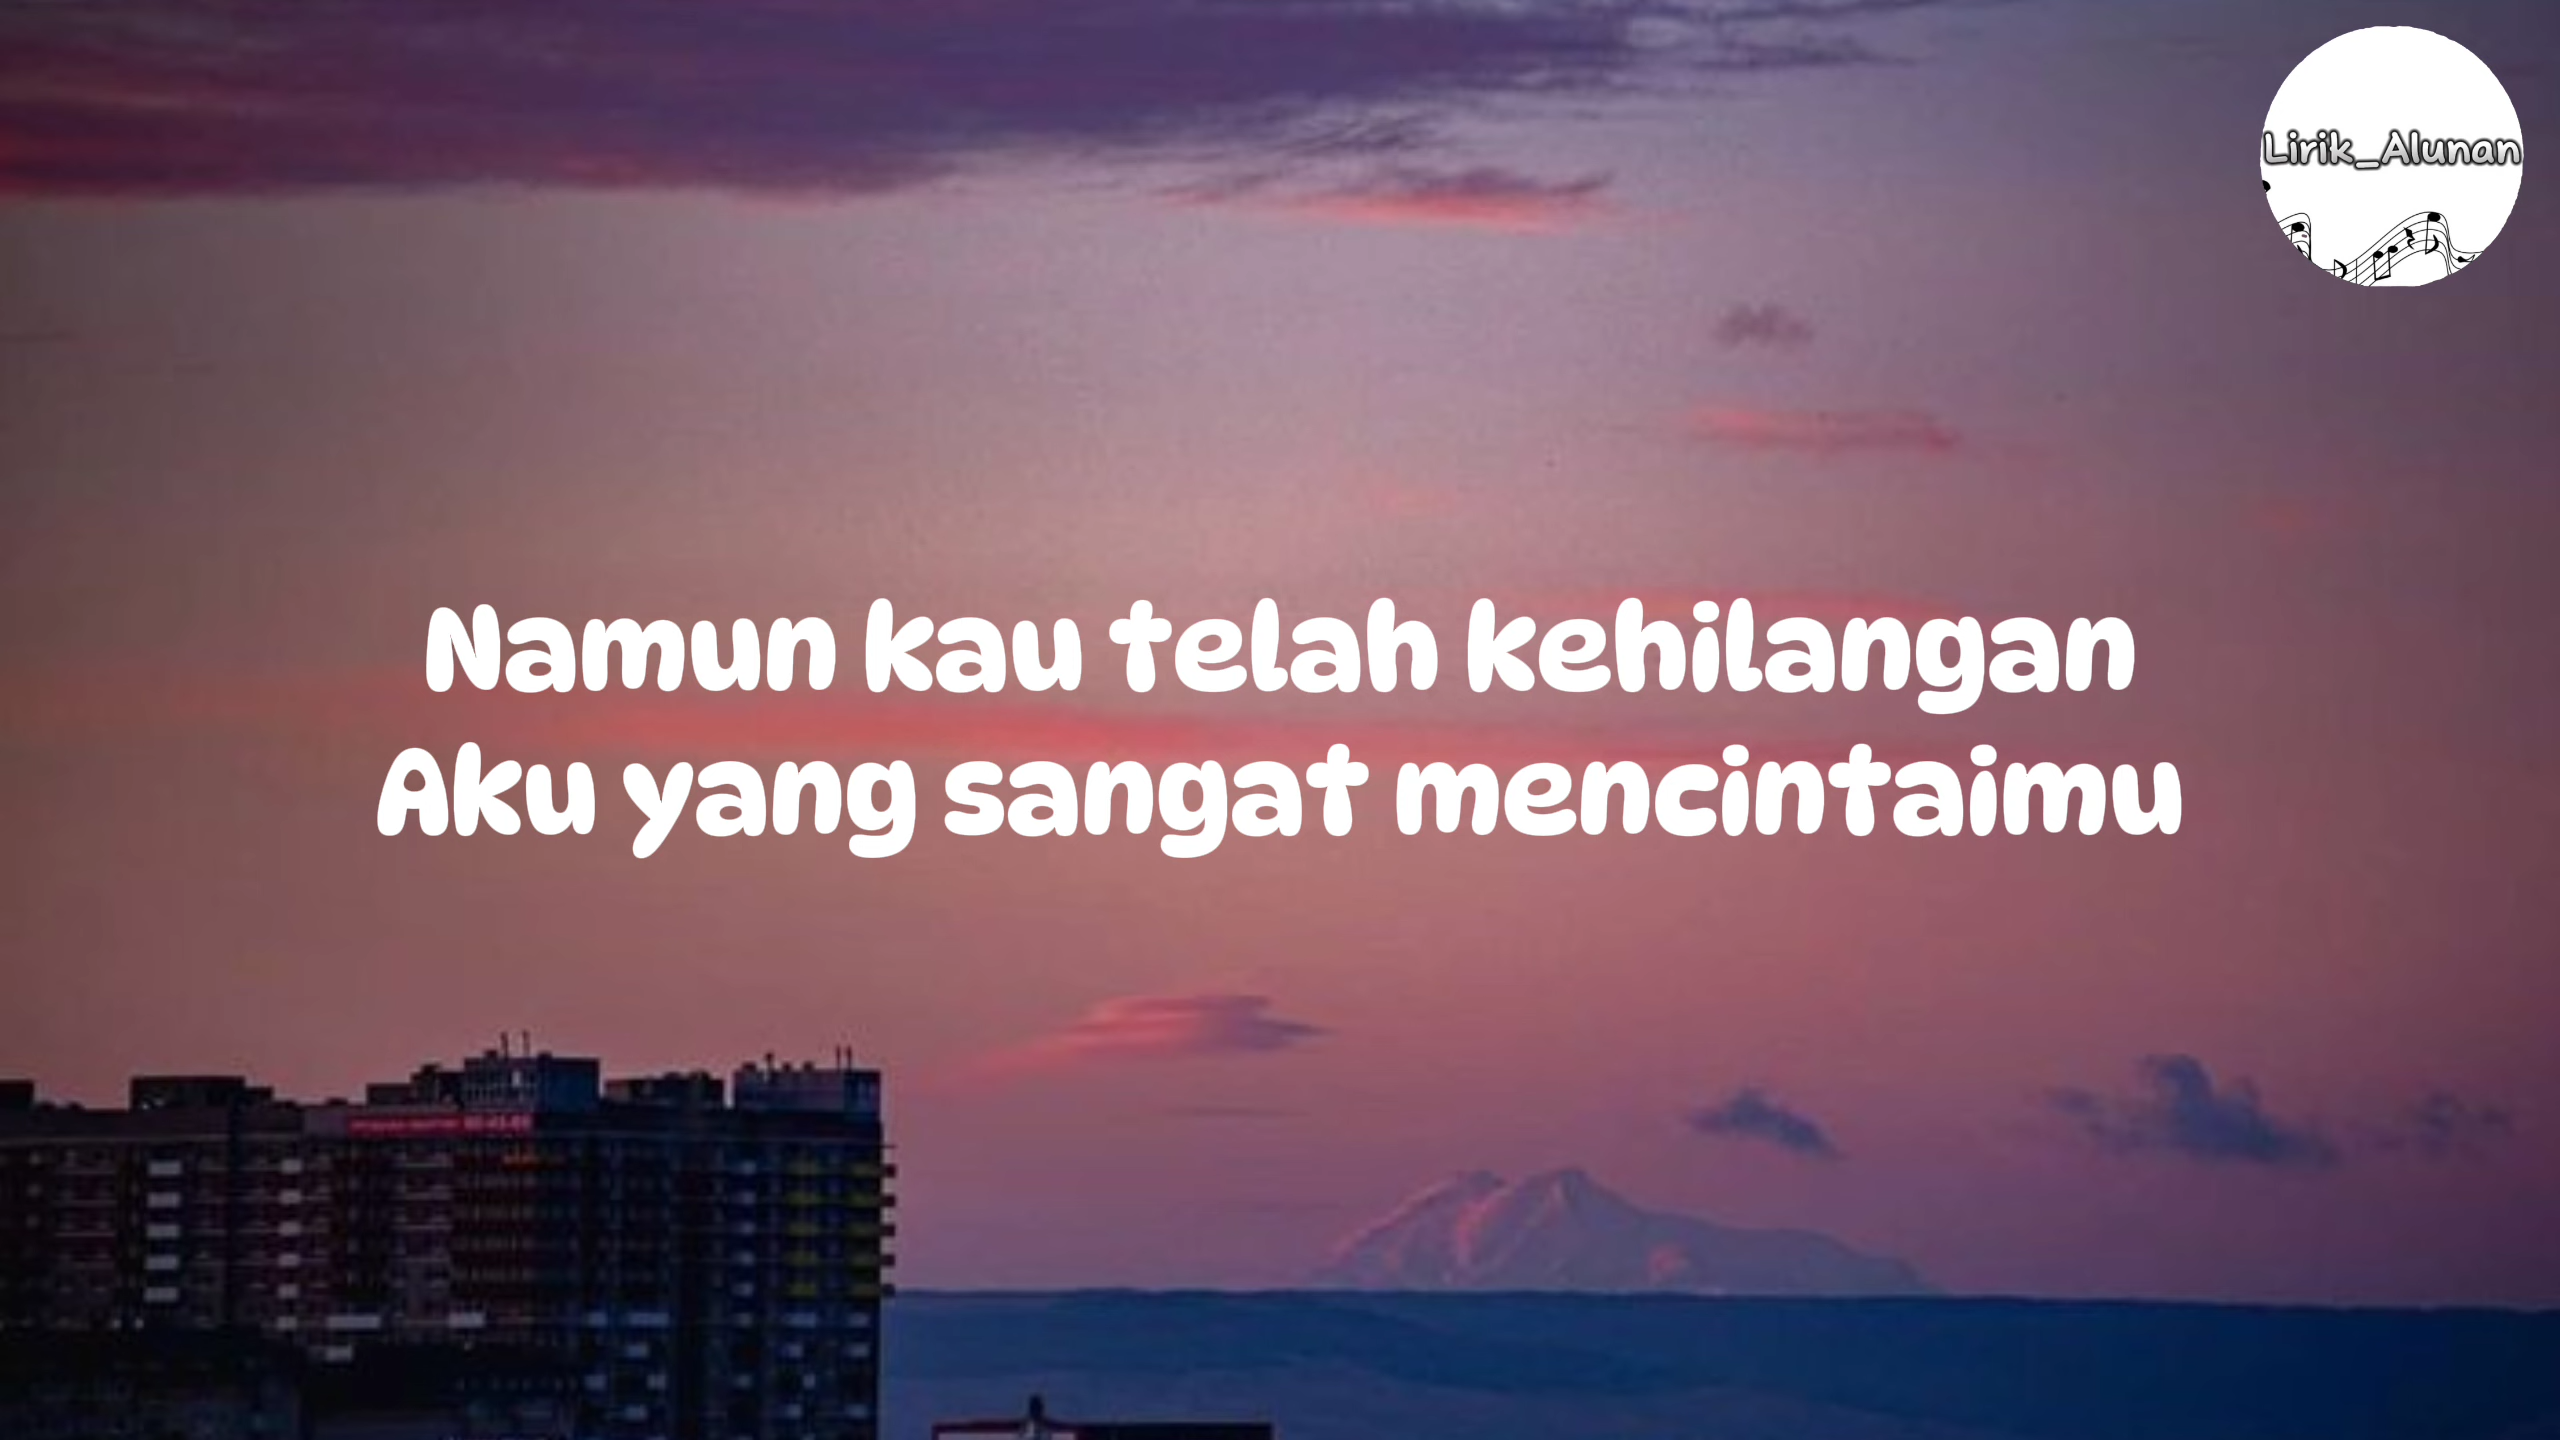 Lirik_Alunan
Namun kau telah kehilangan
Aku yang sangat mencintaimu